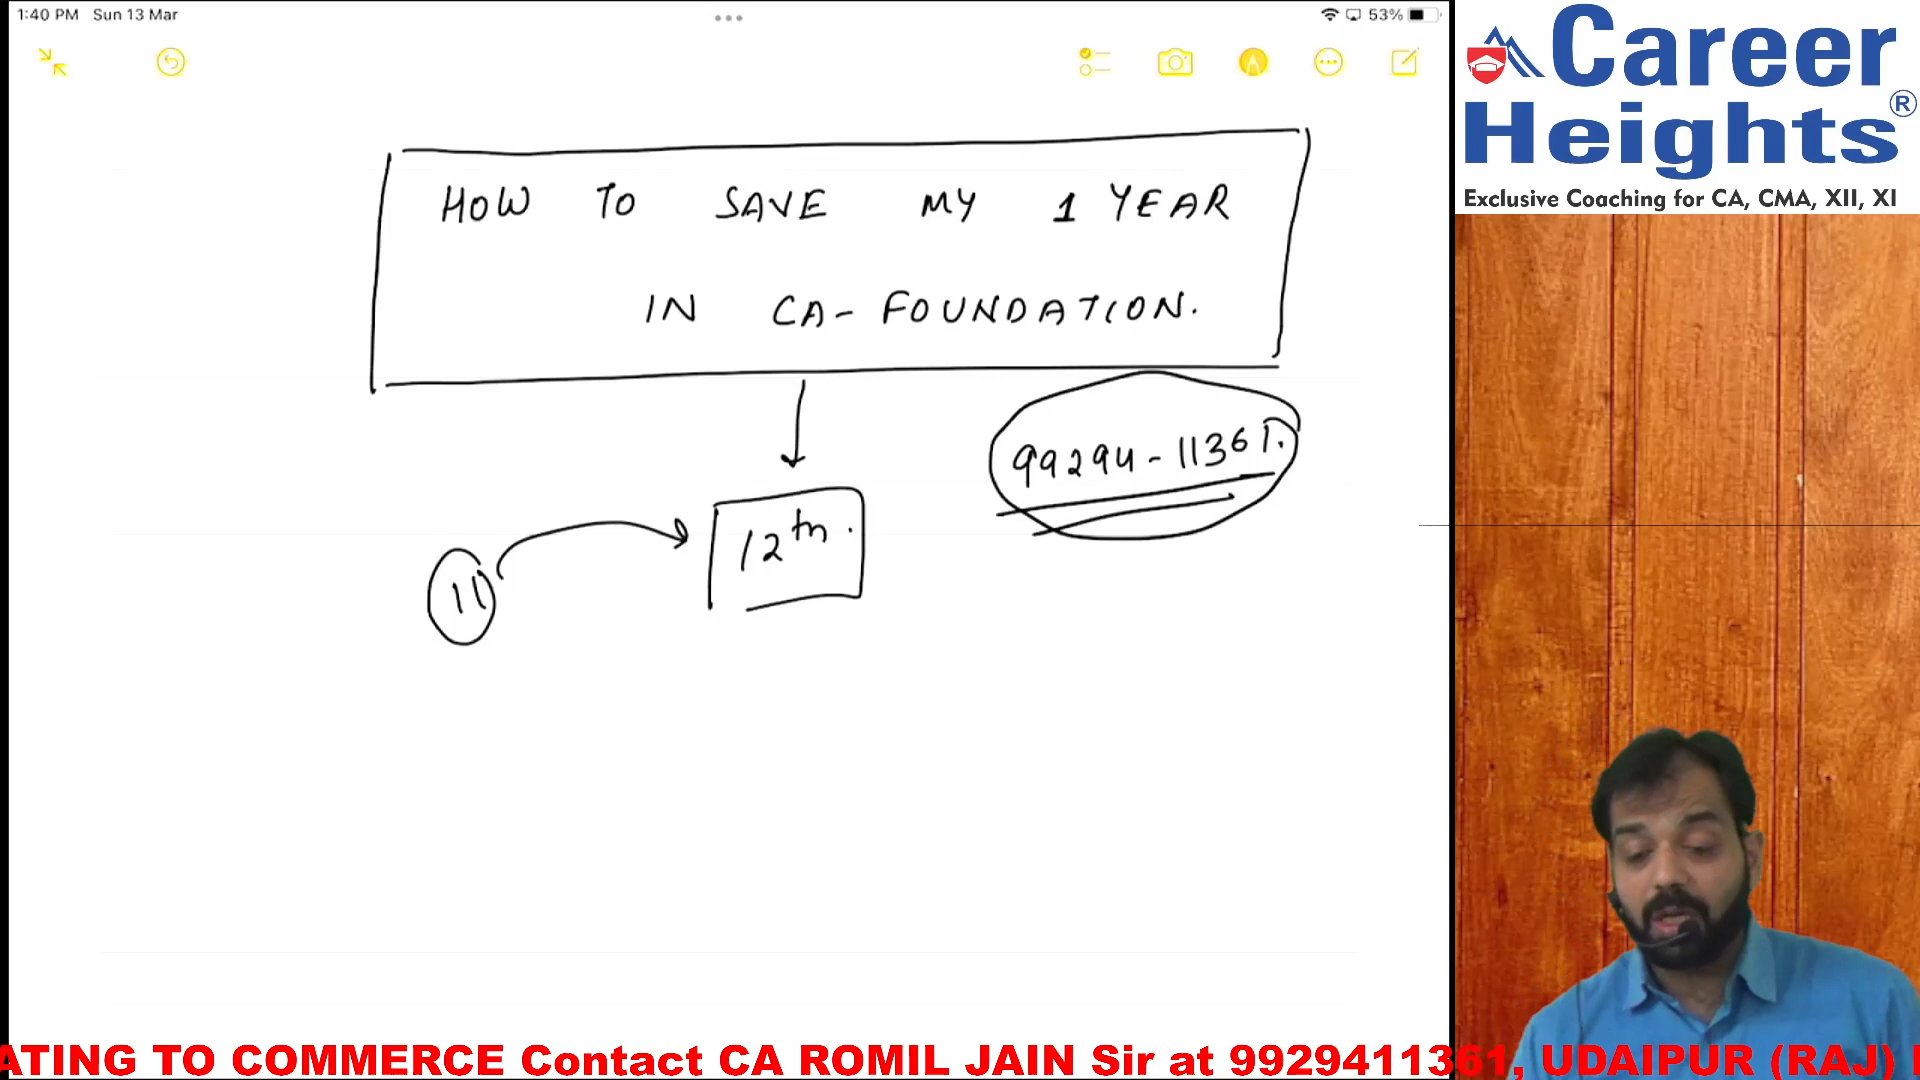 1:40 PM Sun 13 Mar
53%
Career
Heights®
Exclusive Coaching for CA, CMA, XII, XI
HOW TO SAVE MY 1 YEAR
IN CA- FOUNDATION.
99294-11361.
12th.
11
ATING TO COMMERCE Contact CA ROMIL JAIN Sir at 9929411361, UDAIPUR (RAJ)